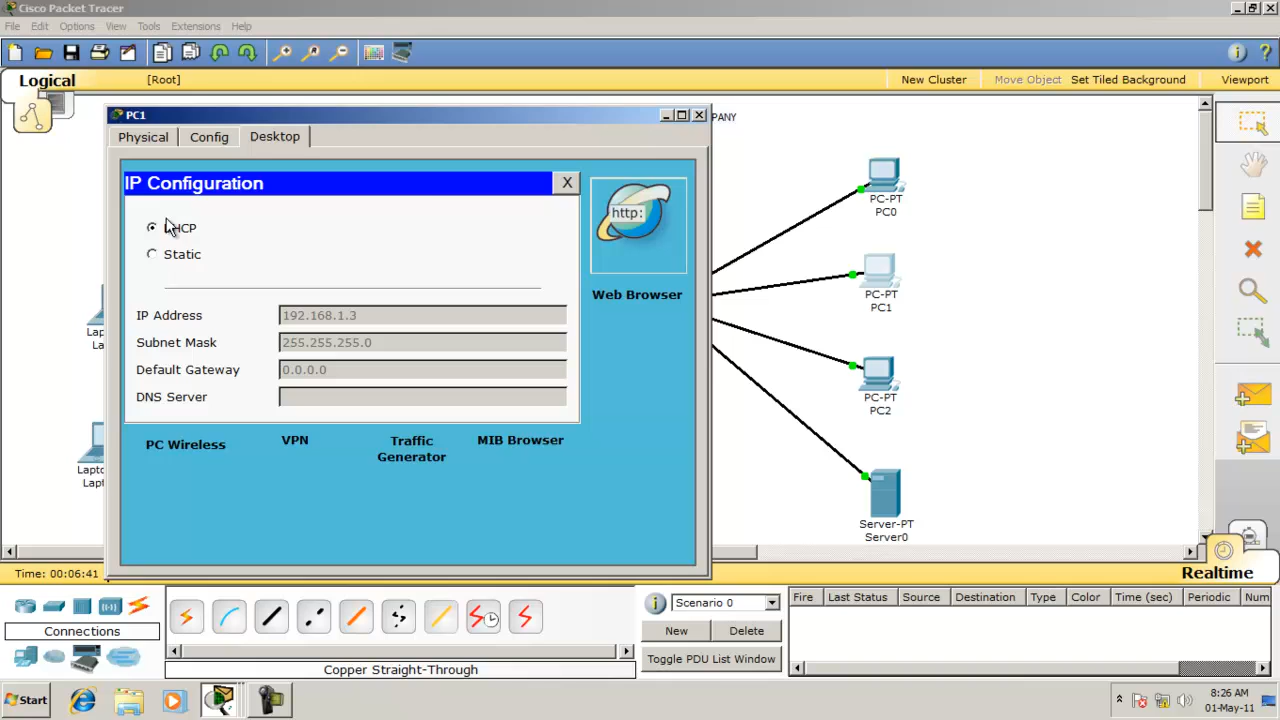 Cisco Packet Tracer
File Edit Options View Tools Extensions Help
Logical
[Root]
New Cluster
Move Object
Set Tiled Background
Viewport
PC1
Physical
Config
Desktop
IP Configuration
X
DHCP
Static
IP Address
192.168.1.3
Subnet Mask
255.255.255.0
Default Gateway
0.0.0.0
DNS Server
http:
Web Browser
PC Wireless
VPN
Traffic
Generator
MIB Browser
PC-PT
PC0
PC-PT
PC1
PC-PT
PC2
Server-PT
Server0
Time: 00:06:41
Realtime
Connections
Copper Straight-Through
Scenario 0
New
Delete
Toggle PDU List Window
Fire Last Status Source Destination Type Color Time (sec) Periodic Num
Start
8:26 AM
01-May-11